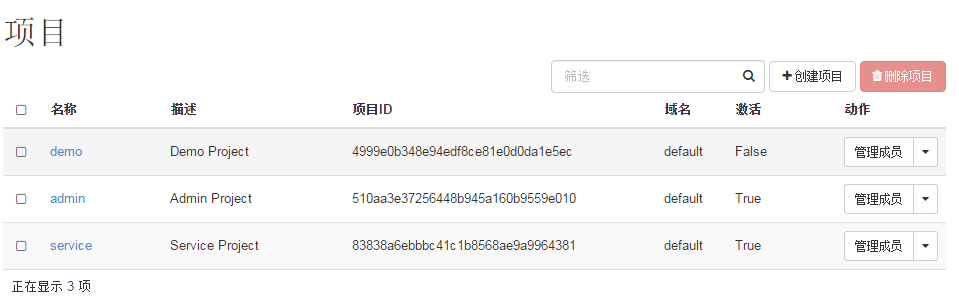 项目
筛选 创建项目 删除项目
名称 描述 项目ID 域名 激活 动作
demo Demo Project 4999e0b348e94edf8ce81e0d0da1e5ec default False 管理成员
admin Admin Project 510aa3e37256448b945a160b9559e010 default True 管理成员
service Service Project 83838a6ebbbc41c1b8568ae9a9964381 default True 管理成员
正在显示 3 项